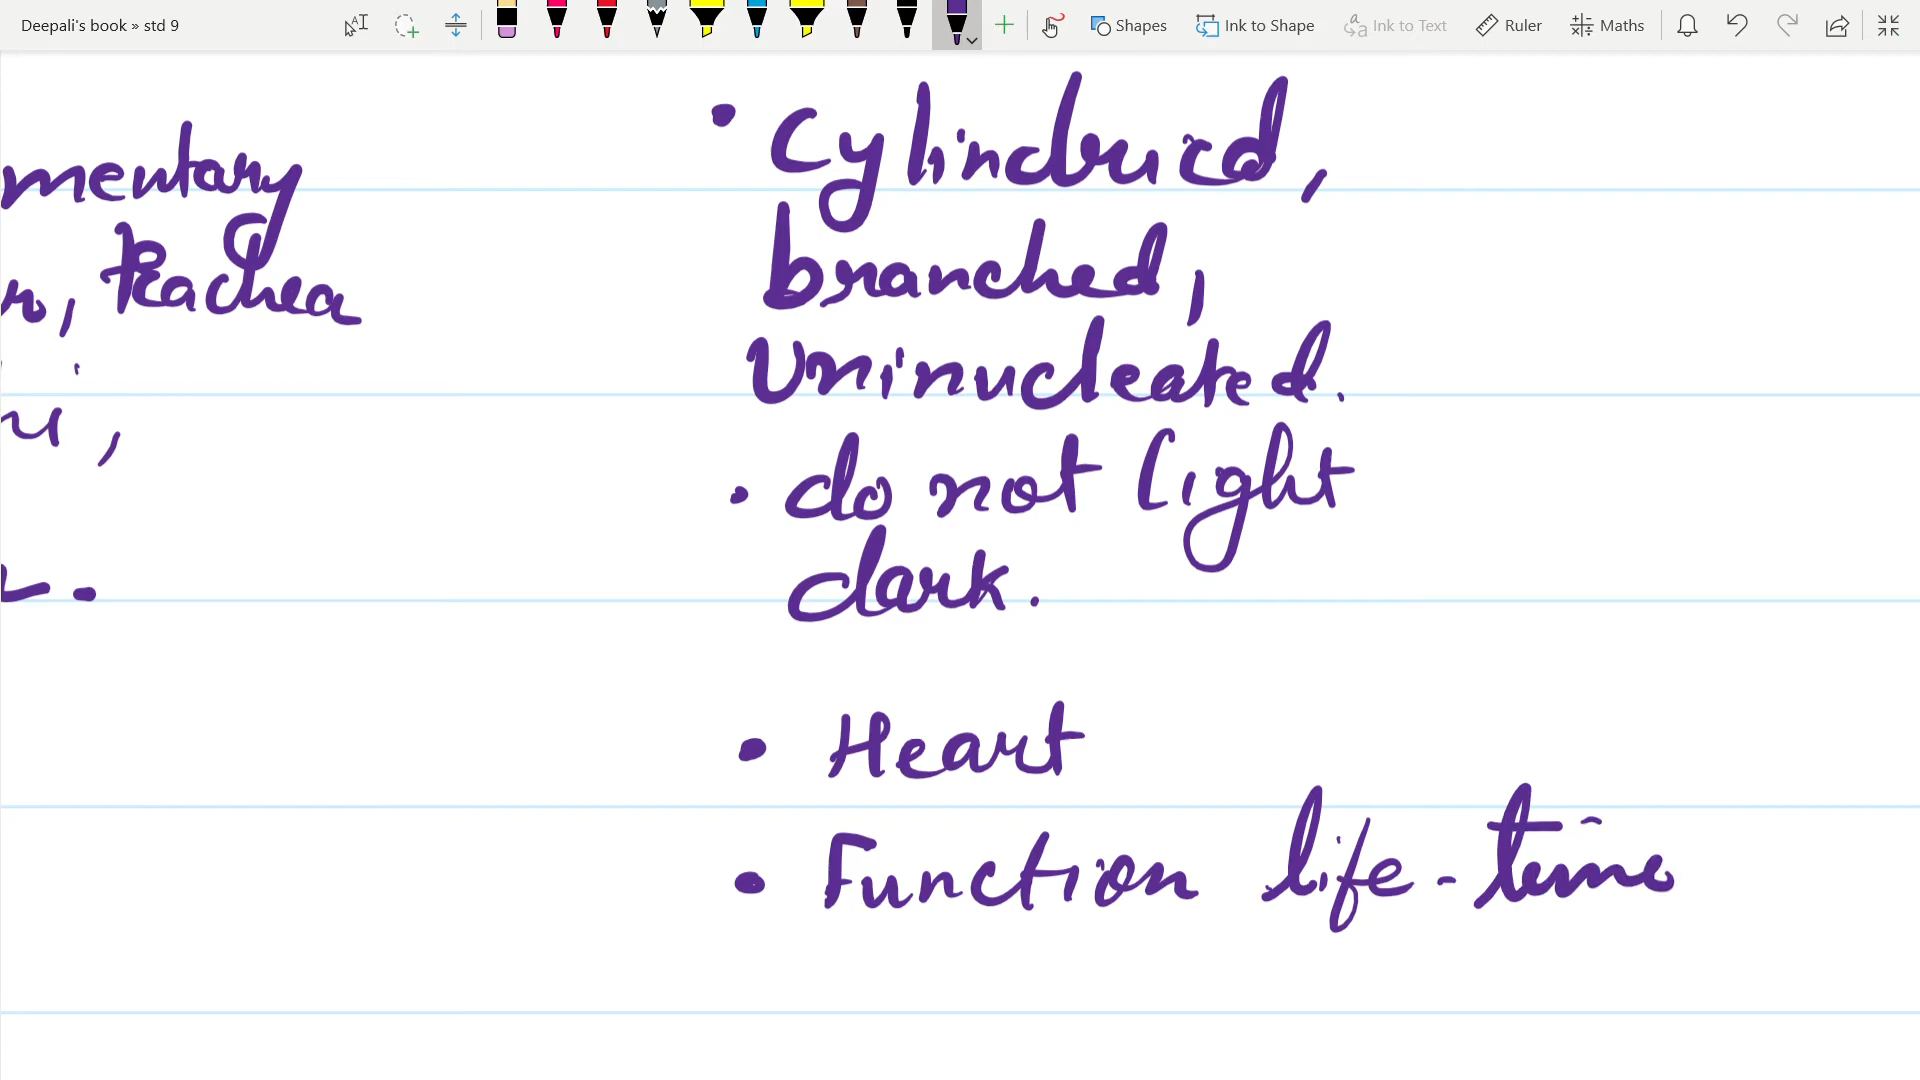 Deepali's book » std 9
Shapes
Ink to Shape
Ink to Text
Ruler
Maths
mentary
, trachea
• Cylindrical,
branched,
Uninucleated.
• do not light
dark.
• Heart
• Function life-time